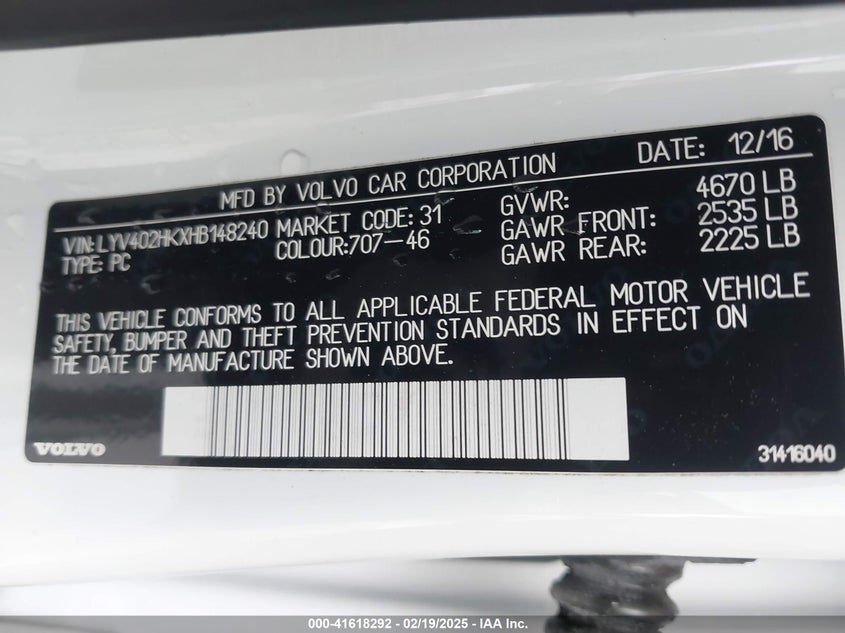 MFD BY VOLVO CAR CORPORATION DATE: 12/16
VIN: LYV402HKXHB148240 MARKET CODE: 31 GVWR: 4670 LB
TYPE: PC COLOUR:707-46 GAWR FRONT: 2535 LB
GAWR REAR: 2225 LB
THIS VEHICLE CONFORMS TO ALL APPLICABLE FEDERAL MOTOR VEHICLE
SAFETY, BUMPER AND THEFT PREVENTION STANDARDS IN EFFECT ON
THE DATE OF MANUFACTURE SHOWN ABOVE.
VOLVO 31416040
000-41618292 - 02/19/2025 - IAA Inc.